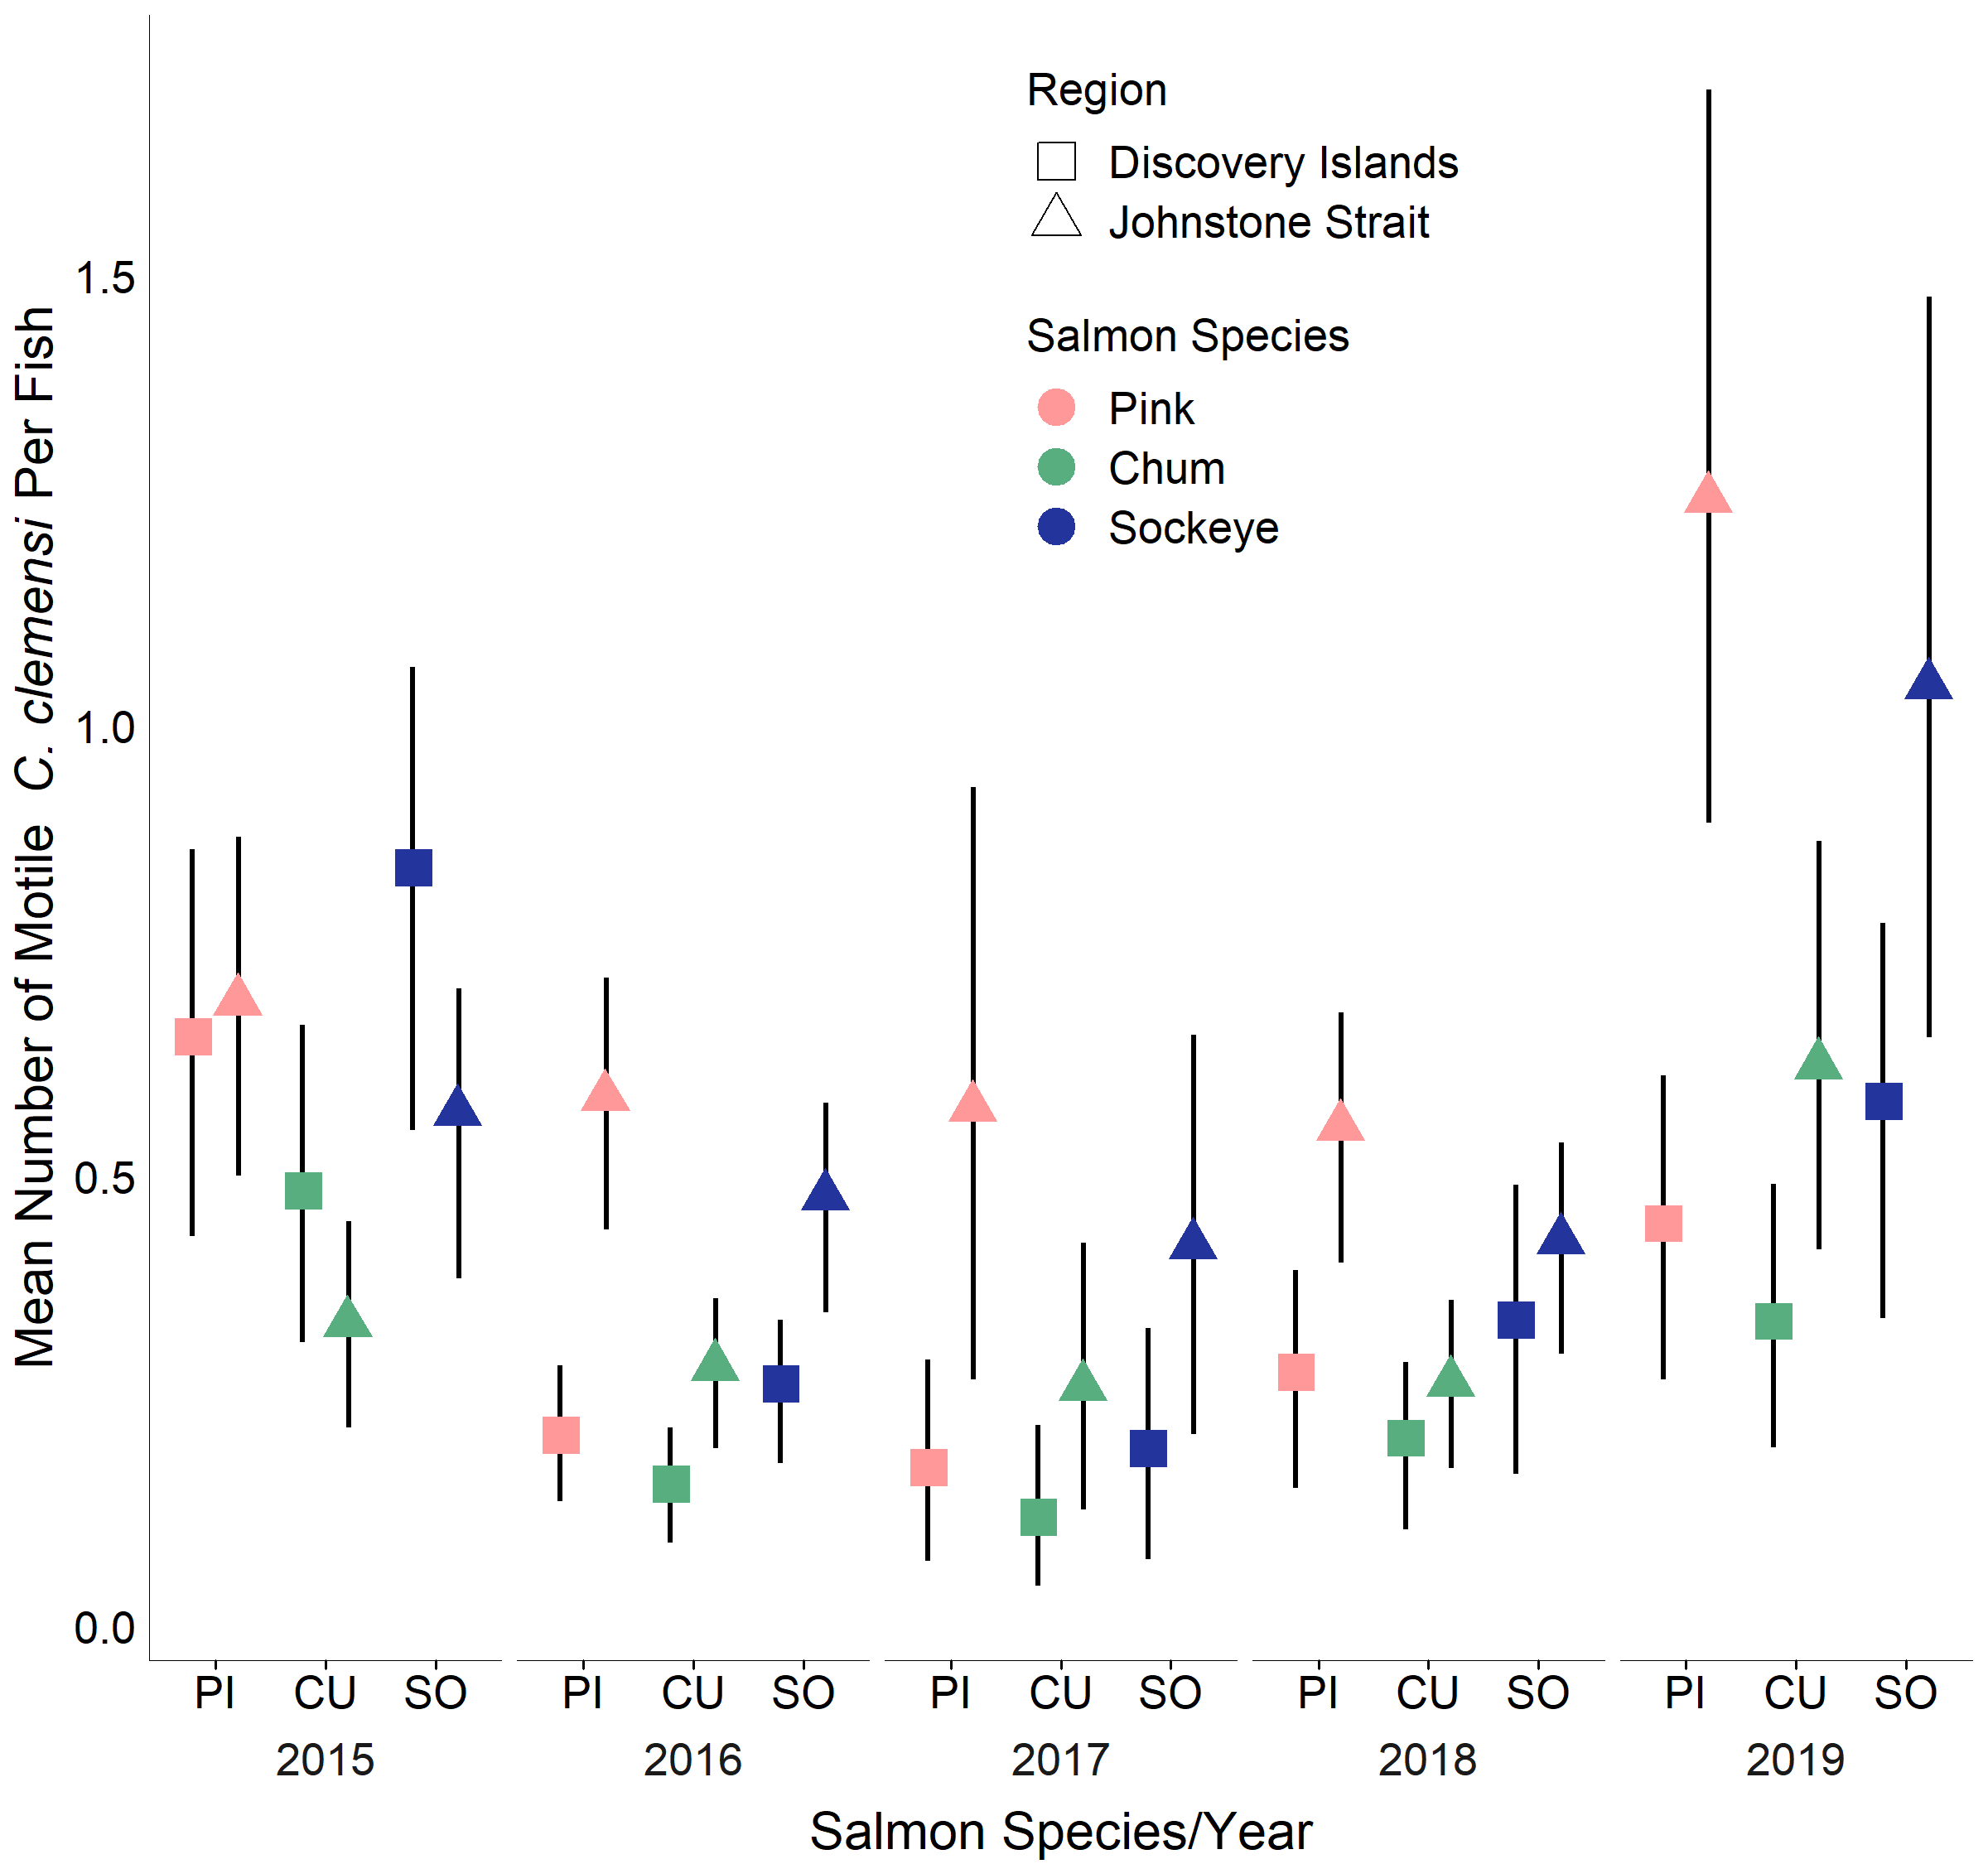 Region
Discovery Islands
Johnstone Strait
Salmon Species
Pink
Chum
Sockeye
Mean Number of Motile C. clemensi Per Fish
1.5
1.0
0.5
0.0
PI CU SO PI CU SO PI CU SO PI CU SO PI CU SO
2015 2016 2017 2018 2019
Salmon Species/Year